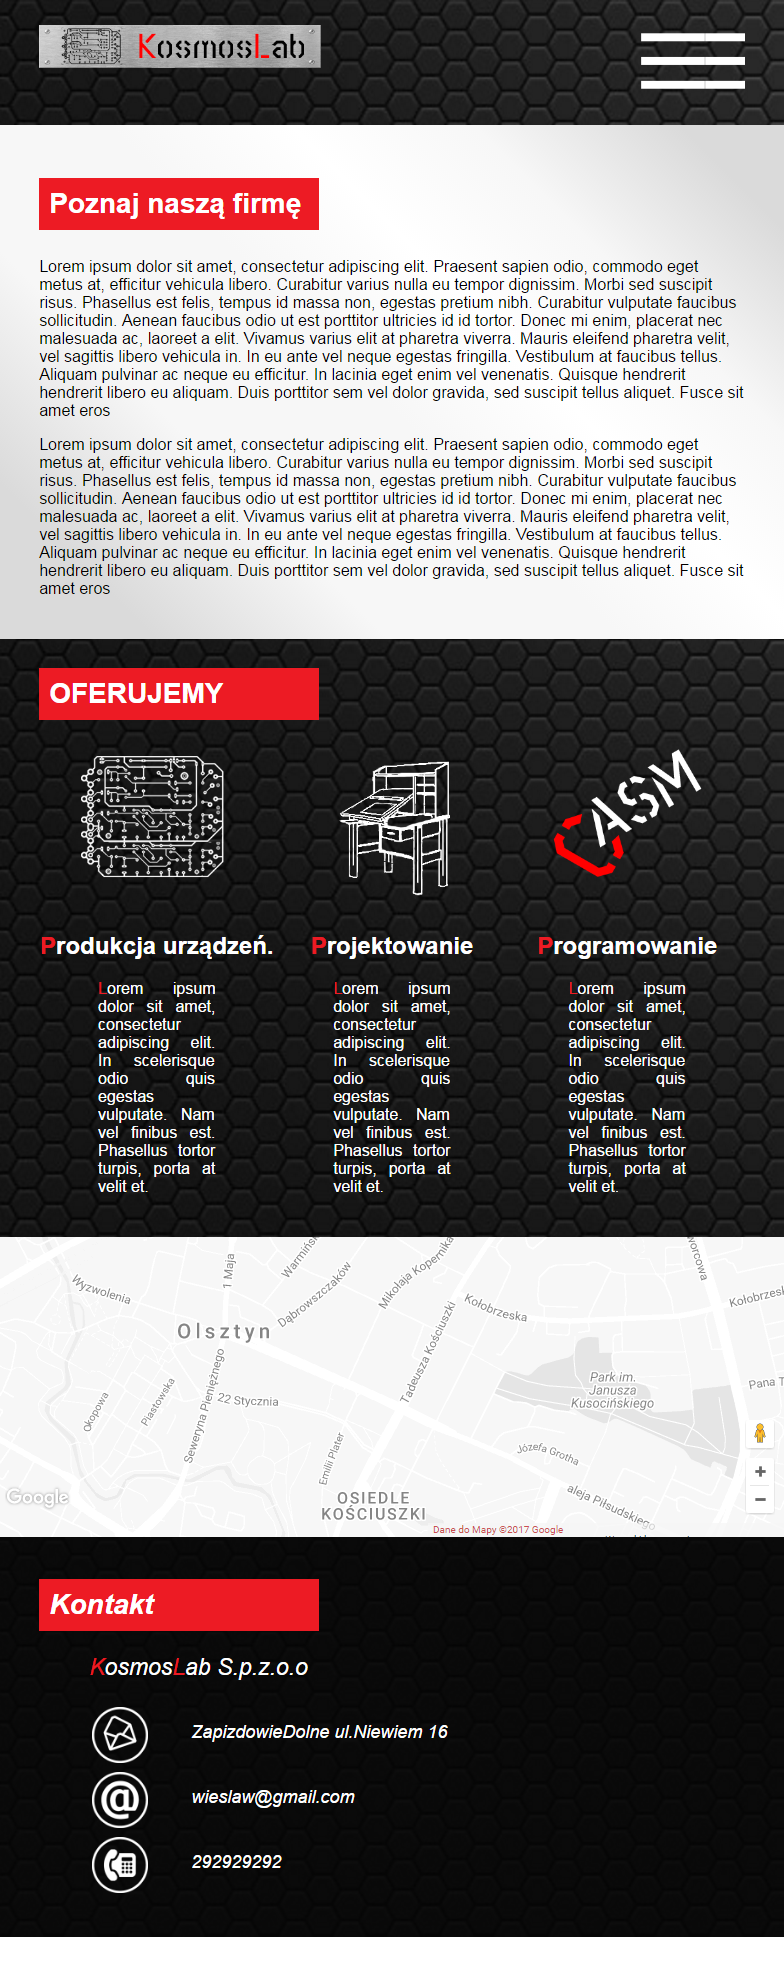 KosmosLab
Poznaj naszą firmę
Lorem ipsum dolor sit amet, consectetur adipiscing elit. Praesent sapien odio, commodo eget
metus at, efficitur vehicula libero. Curabitur varius nulla eu tempor dignissim. Morbi sed suscipit
risus. Phasellus est felis, tempus id massa non, egestas pretium nibh. Curabitur vulputate faucibus
sollicitudin. Aenean faucibus odio ut est porttitor ultricies id id tortor. Donec mi enim, placerat nec
malesuada ac, laoreet a elit. Vivamus varius elit at pharetra viverra. Mauris eleifend pharetra velit,
vel sagittis libero vehicula in. In eu ante vel neque egestas fringilla. Vestibulum at faucibus tellus.
Aliquam pulvinar ac neque eu efficitur. In lacinia eget enim vel venenatis. Quisque hendrerit
hendrerit libero eu aliquam. Duis porttitor sem vel dolor gravida, sed suscipit tellus aliquet. Fusce sit
amet eros
Lorem ipsum dolor sit amet, consectetur adipiscing elit. Praesent sapien odio, commodo eget
metus at, efficitur vehicula libero. Curabitur varius nulla eu tempor dignissim. Morbi sed suscipit
risus. Phasellus est felis, tempus id massa non, egestas pretium nibh. Curabitur vulputate faucibus
sollicitudin. Aenean faucibus odio ut est porttitor ultricies id id tortor. Donec mi enim, placerat nec
malesuada ac, laoreet a elit. Vivamus varius elit at pharetra viverra. Mauris eleifend pharetra velit,
vel sagittis libero vehicula in. In eu ante vel neque egestas fringilla. Vestibulum at faucibus tellus.
Aliquam pulvinar ac neque eu efficitur. In lacinia eget enim vel venenatis. Quisque hendrerit
hendrerit libero eu aliquam. Duis porttitor sem vel dolor gravida, sed suscipit tellus aliquet. Fusce sit
amet eros
OFERUJEMY
ASM
Produkcja urządzeń.
Lorem ipsum
dolor sit amet,
consectetur
adipiscing elit.
In scelerisque
odio quis
egestas
vulputate. Nam
vel finibus est.
Phasellus tortor
turpis, porta at
velit et.
Projektowanie
Lorem ipsum
dolor sit amet,
consectetur
adipiscing elit.
In scelerisque
odio quis
egestas
vulputate. Nam
vel finibus est.
Phasellus tortor
turpis, porta at
velit et.
Programowanie
Lorem ipsum
dolor sit amet,
consectetur
adipiscing elit.
In scelerisque
odio quis
egestas
vulputate. Nam
vel finibus est.
Phasellus tortor
turpis, porta at
velit et.
Wyzwolenia
1 Maja
Warmińsk
Dąbrowszczaków
Mikołaja Kopernika
Kołobrzeska
worcowa
Kołobrzes
Olsztyn
Tadeusza Kościuszki
Park im.
Janusza
Kusocińskiego
Pana T
Okopowa
Piastowska
Seweryna Pieniężnego
22 Stycznia
Emilii Plater
Józefa Grotha
aleja Piłsudskiego
OSIEDLE
KOŚCIUSZKI
+
−
Google
Dane do Mapy ©2017 Google
Kontakt
KosmosLab S.p.z.o.o
ZapizdowieDolne ul.Niewiem 16
@
wieslaw@gmail.com
292929292